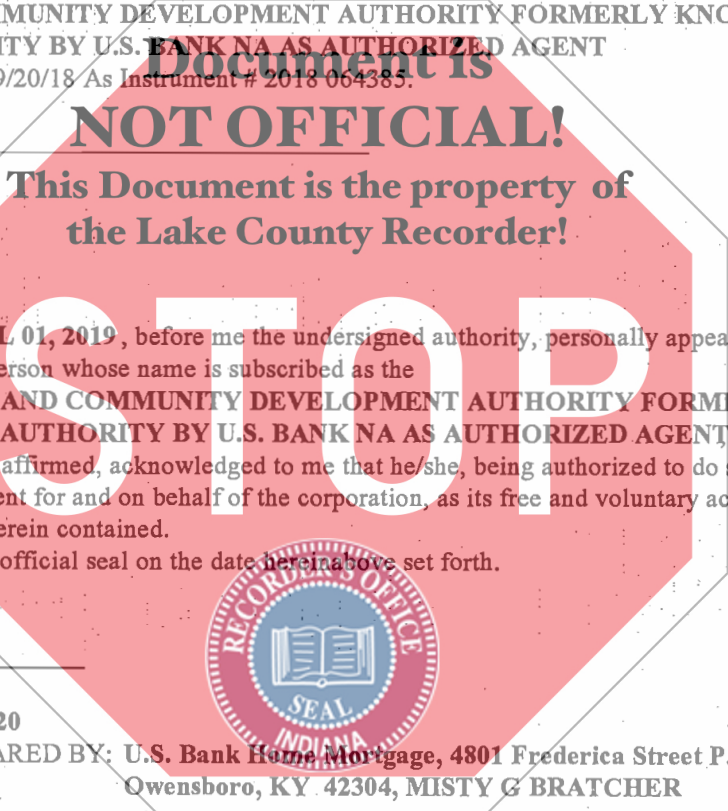 MUNITY DEVELOPMENT AUTHORITY FORMERLY KNO
ITY BY U.S. BANK NA AS AUTHORIZED AGENT
Document is
9/20/18 As Instrument # 2018 064385.
NOT OFFICIAL!
This Document is the property of
the Lake County Recorder!
STOP
L 01, 2019, before me the undersigned authority, personally appea
erson whose name is subscribed as the
AND COMMUNITY DEVELOPMENT AUTHORITY FORM
AUTHORITY BY U.S. BANK NA AS AUTHORIZED AGENT,
affirmed, acknowledged to me that he/she, being authorized to do
ent for and on behalf of the corporation, as its free and voluntary ac
erein contained.
official seal on the date hereinabove set forth.
RECORDER'S OFFICE
SEAL
INDIANA
20
ARED BY: U.S. Bank Home Mortgage, 4801 Frederica Street P.
Owensboro, KY 42304, MISTY G BRATCHER